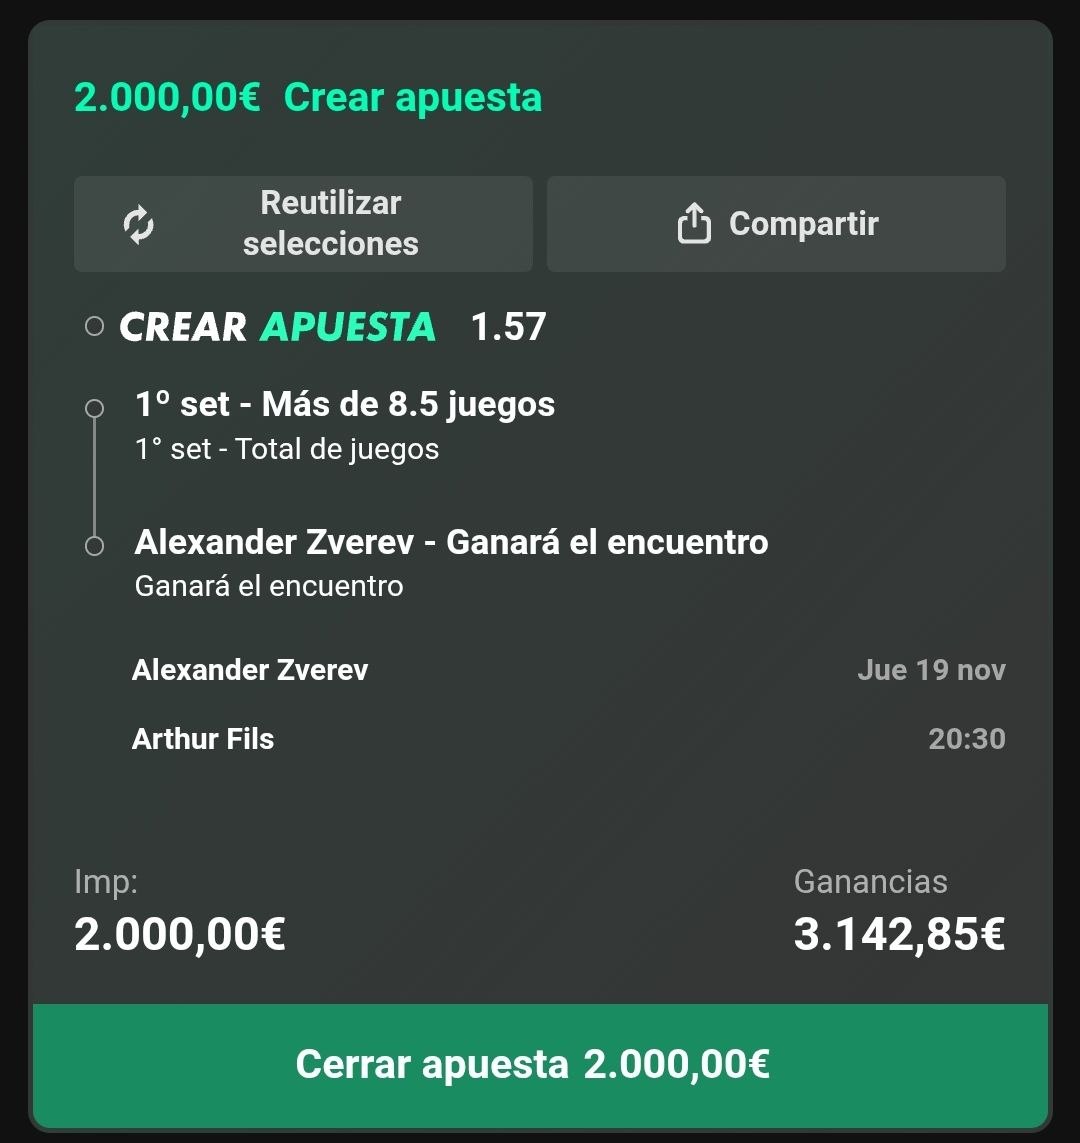 2.000,00€ Crear apuesta
Reutilizar
selecciones
Compartir
CREAR APUESTA 1.57
1º set - Más de 8.5 juegos
1° set - Total de juegos
Alexander Zverev - Ganará el encuentro
Ganará el encuentro
Alexander Zverev Jue 19 nov
Arthur Fils 20:30
Imp: Ganancias
2.000,00€ 3.142,85€
Cerrar apuesta 2.000,00€